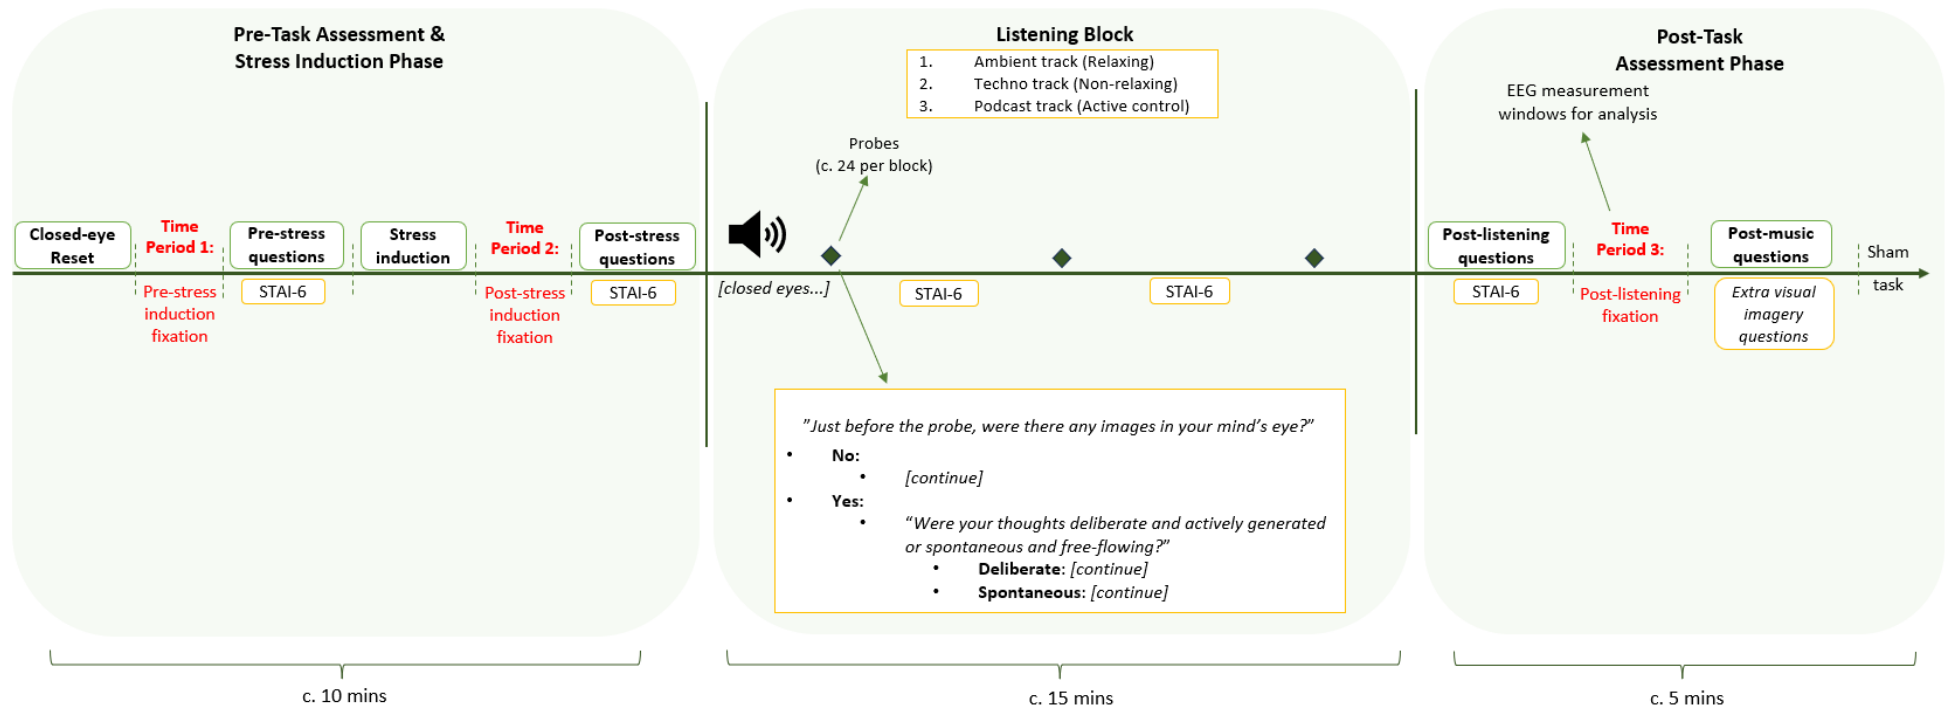 Pre-Task Assessment &
Stress Induction Phase
Closed-eye
Reset
Time
Period 1:
Pre-stress
induction
fixation
Pre-stress
questions
STAI-6
Stress
induction
Time
Period 2:
Post-stress
induction
fixation
Post-stress
questions
STAI-6
c. 10 mins
Listening Block
1. Ambient track (Relaxing)
2. Techno track (Non-relaxing)
3. Podcast track (Active control)
Probes
(c. 24 per block)
[closed eyes...]
STAI-6
STAI-6
"Just before the probe, were there any images in your mind's eye?"
• No:
• [continue]
• Yes:
• "Were your thoughts deliberate and actively generated
or spontaneous and free-flowing?"
• Deliberate: [continue]
• Spontaneous: [continue]
c. 15 mins
Post-Task
Assessment Phase
EEG measurement
windows for analysis
Post-listening
questions
STAI-6
Time
Period 3:
Post-listening
fixation
Post-music
questions
Extra visual
imagery
questions
Sham
task
c. 5 mins